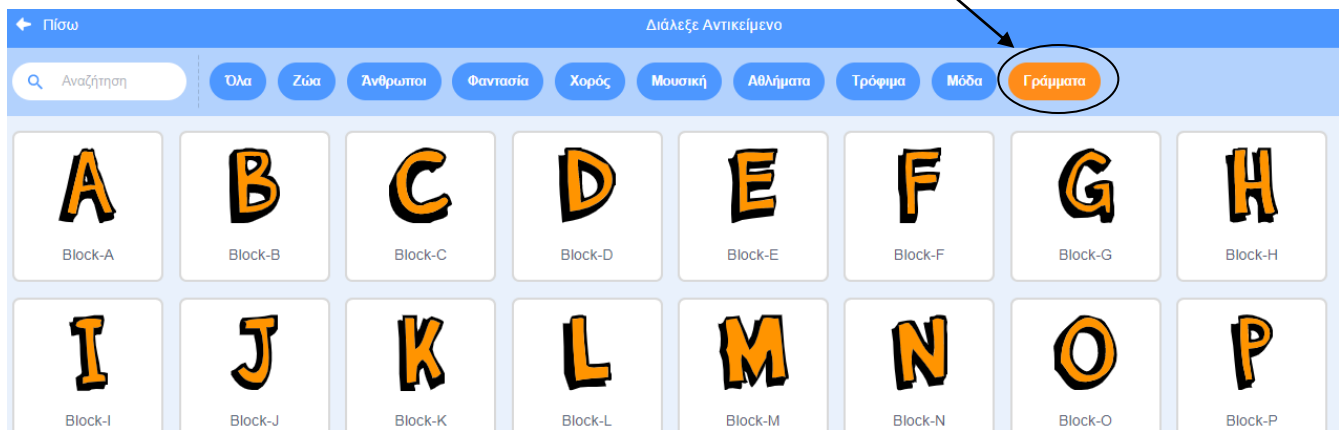 Πίσω Διάλεξε Αντικείμενο
Αναζήτηση Όλα Ζώα Άνθρωποι Φαντασία Χορός Μουσική Αθλήματα Τρόφιμα Μόδα Γράμματα
A B C D E F G H
Block-A Block-B Block-C Block-D Block-E Block-F Block-G Block-H
I J K L M N O P
Block-I Block-J Block-K Block-L Block-M Block-N Block-O Block-P